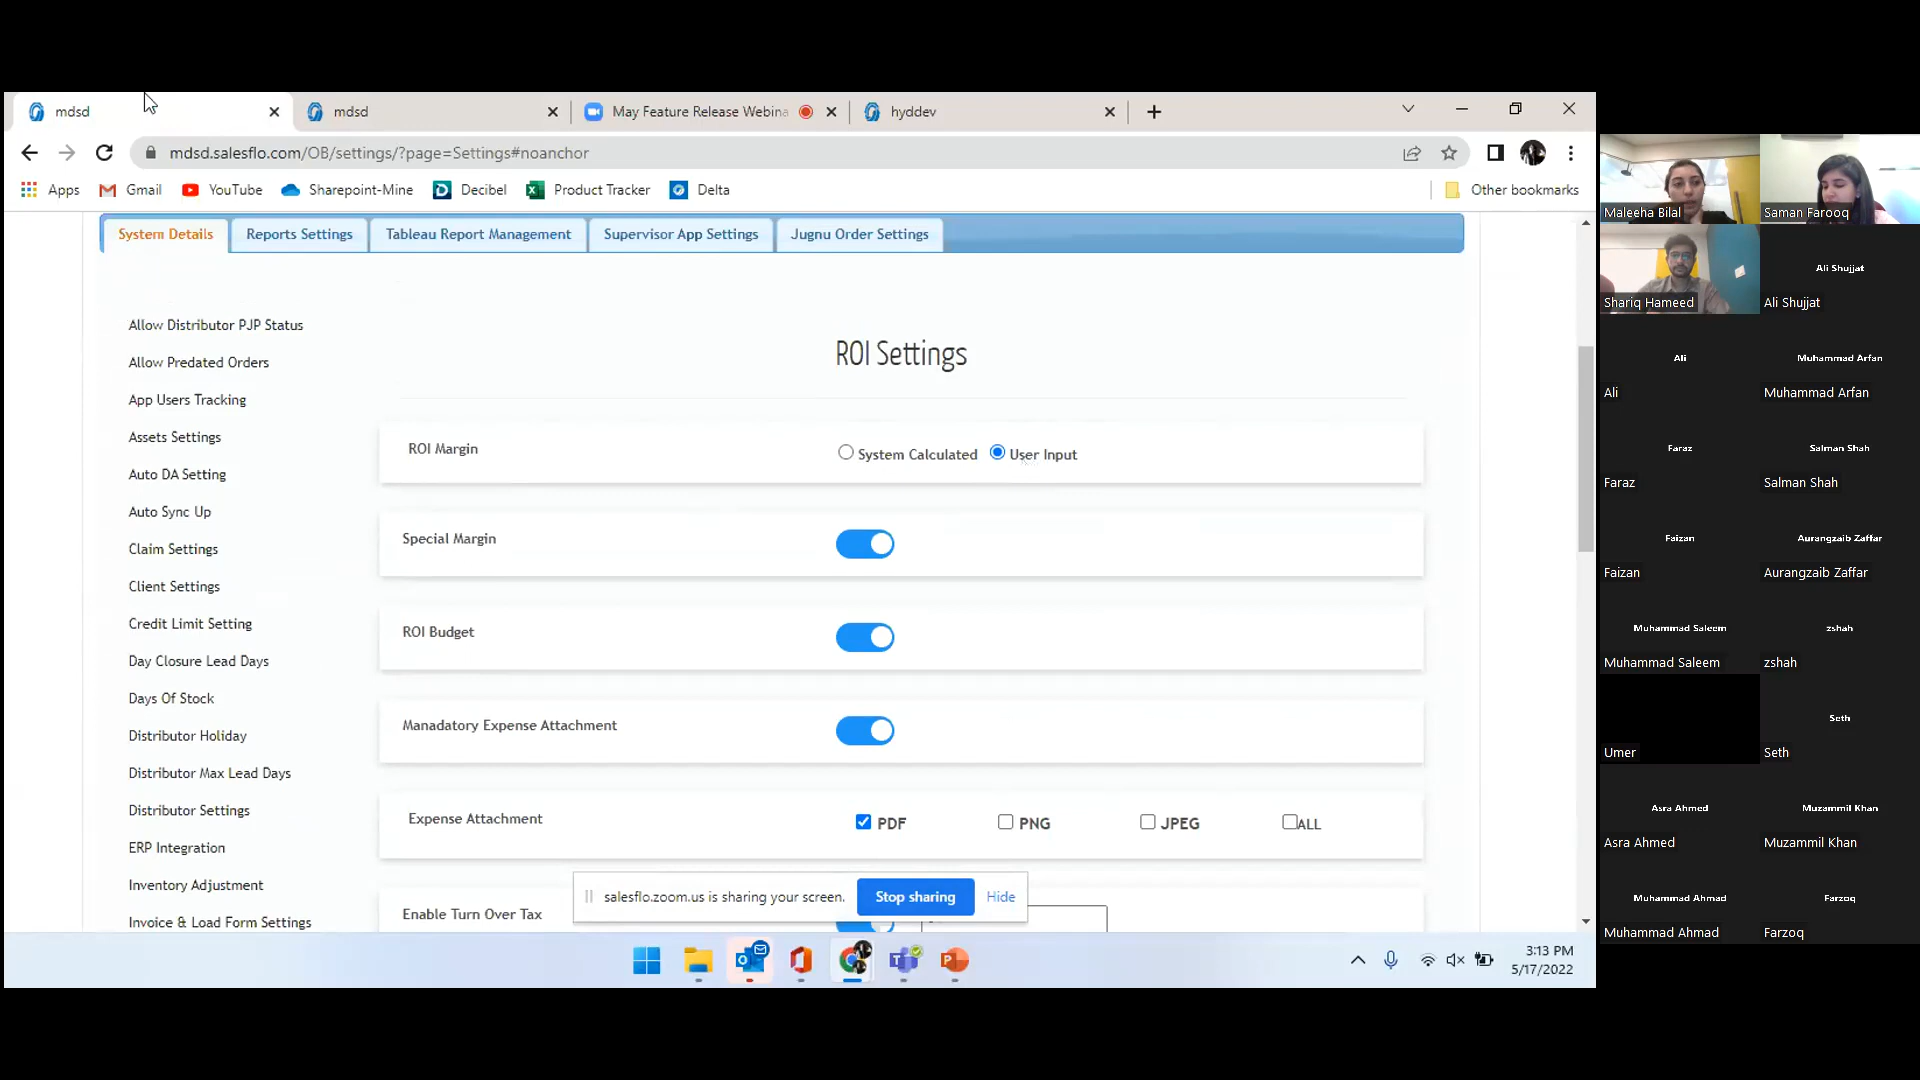 mdsd
mdsd
May Feature Release Webina
hyddev
mdsd.salesflo.com/OB/settings/?page=Settings#noanchor
Apps
Gmail
YouTube
Sharepoint-Mine
Decibel
Product Tracker
Delta
Other bookmarks
System Details
Reports Settings
Tableau Report Management
Supervisor App Settings
Jugnu Order Settings
Allow Distributor PJP Status
Allow Predated Orders
App Users Tracking
Assets Settings
Auto DA Setting
Auto Sync Up
Claim Settings
Client Settings
Credit Limit Setting
Day Closure Lead Days
Days Of Stock
Distributor Holiday
Distributor Max Lead Days
Distributor Settings
ERP Integration
Inventory Adjustment
Invoice & Load Form Settings
ROI Settings
ROI Margin
System Calculated
User Input
Special Margin
ROI Budget
Manadatory Expense Attachment
Expense Attachment
PDF
PNG
JPEG
ALL
Enable Turn Over Tax
salesflo.zoom.us is sharing your screen.
Stop sharing
Hide
3:13 PM
5/17/2022
Maleeha Bilal
Saman Farooq
Shariq Hameed
Ali Shujjat
Ali Shujjat
Ali
Ali
Muhammad Arfan
Muhammad Arfan
Faraz
Faraz
Salman Shah
Salman Shah
Faizan
Faizan
Aurangzaib Zaffar
Aurangzaib Zaffar
Muhammad Saleem
Muhammad Saleem
zshah
zshah
Umer
Seth
Seth
Asra Ahmed
Asra Ahmed
Muzammil Khan
Muzammil Khan
Muhammad Ahmad
Muhammad Ahmad
Farzoq
Farzoq